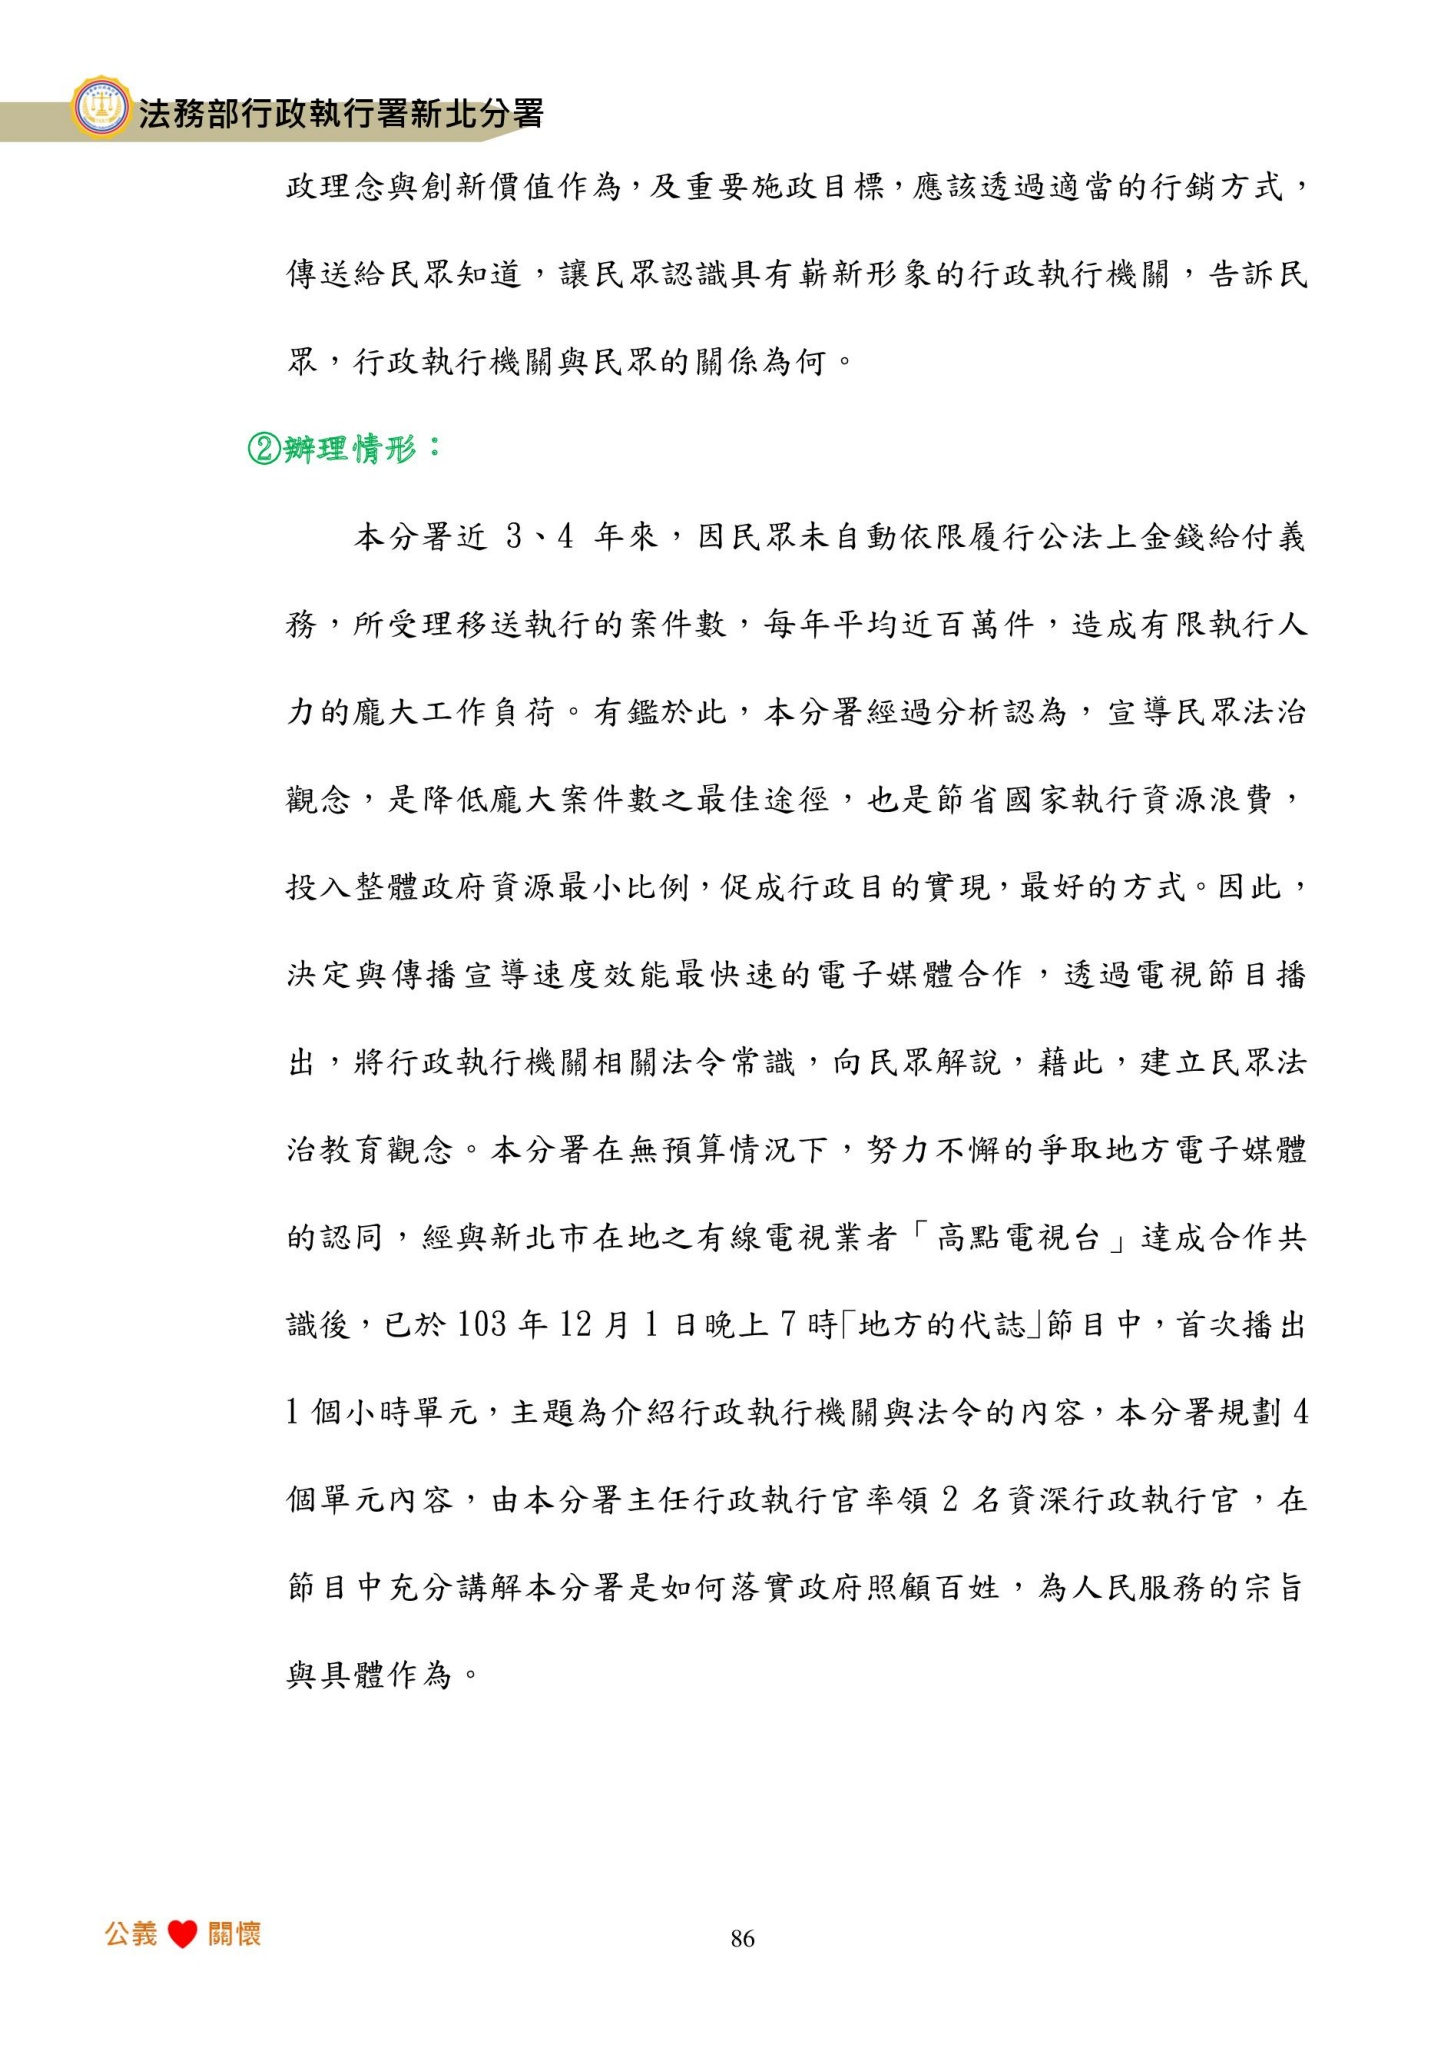 法務部行政執行署新北分署
政理念與創新價值作為，及重要施政目標，應該透過適當的行銷方式，
傳送給民眾知道，讓民眾認識具有嶄新形象的行政執行機關，告訴民
眾，行政執行機關與民眾的關係為何。
②辦理情形：
本分署近 3、4 年來，因民眾未自動依限履行公法上金錢給付義
務，所受理移送執行的案件數，每年平均近百萬件，造成有限執行人
力的龐大工作負荷。有鑑於此，本分署經過分析認為，宣導民眾法治
觀念，是降低龐大案件數之最佳途徑，也是節省國家執行資源浪費，
投入整體政府資源最小比例，促成行政目的實現，最好的方式。因此，
決定與傳播宣導速度效能最快速的電子媒體合作，透過電視節目播
出，將行政執行機關相關法令常識，向民眾解說，藉此，建立民眾法
治教育觀念。本分署在無預算情況下，努力不懈的爭取地方電子媒體
的認同，經與新北市在地之有線電視業者「高點電視台」達成合作共
識後，已於 103 年 12 月 1 日晚上 7 時「地方的代誌」節目中，首次播出
1 個小時單元，主題為介紹行政執行機關與法令的內容，本分署規劃 4
個單元內容，由本分署主任行政執行官率領 2 名資深行政執行官，在
節目中充分講解本分署是如何落實政府照顧百姓，為人民服務的宗旨
與具體作為。
公義❤關懷
86